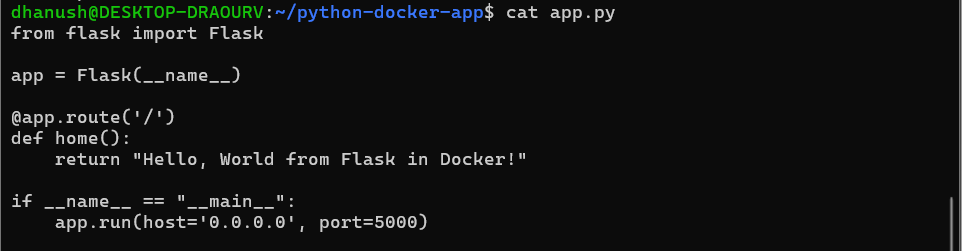 dhanush@DESKTOP-DRAOURV:~/python-docker-app$ cat app.py
from flask import Flask
app = Flask(__name__)
@app.route('/')
def home():
    return "Hello, World from Flask in Docker!"
if __name__ == "__main__":
    app.run(host='0.0.0.0', port=5000)